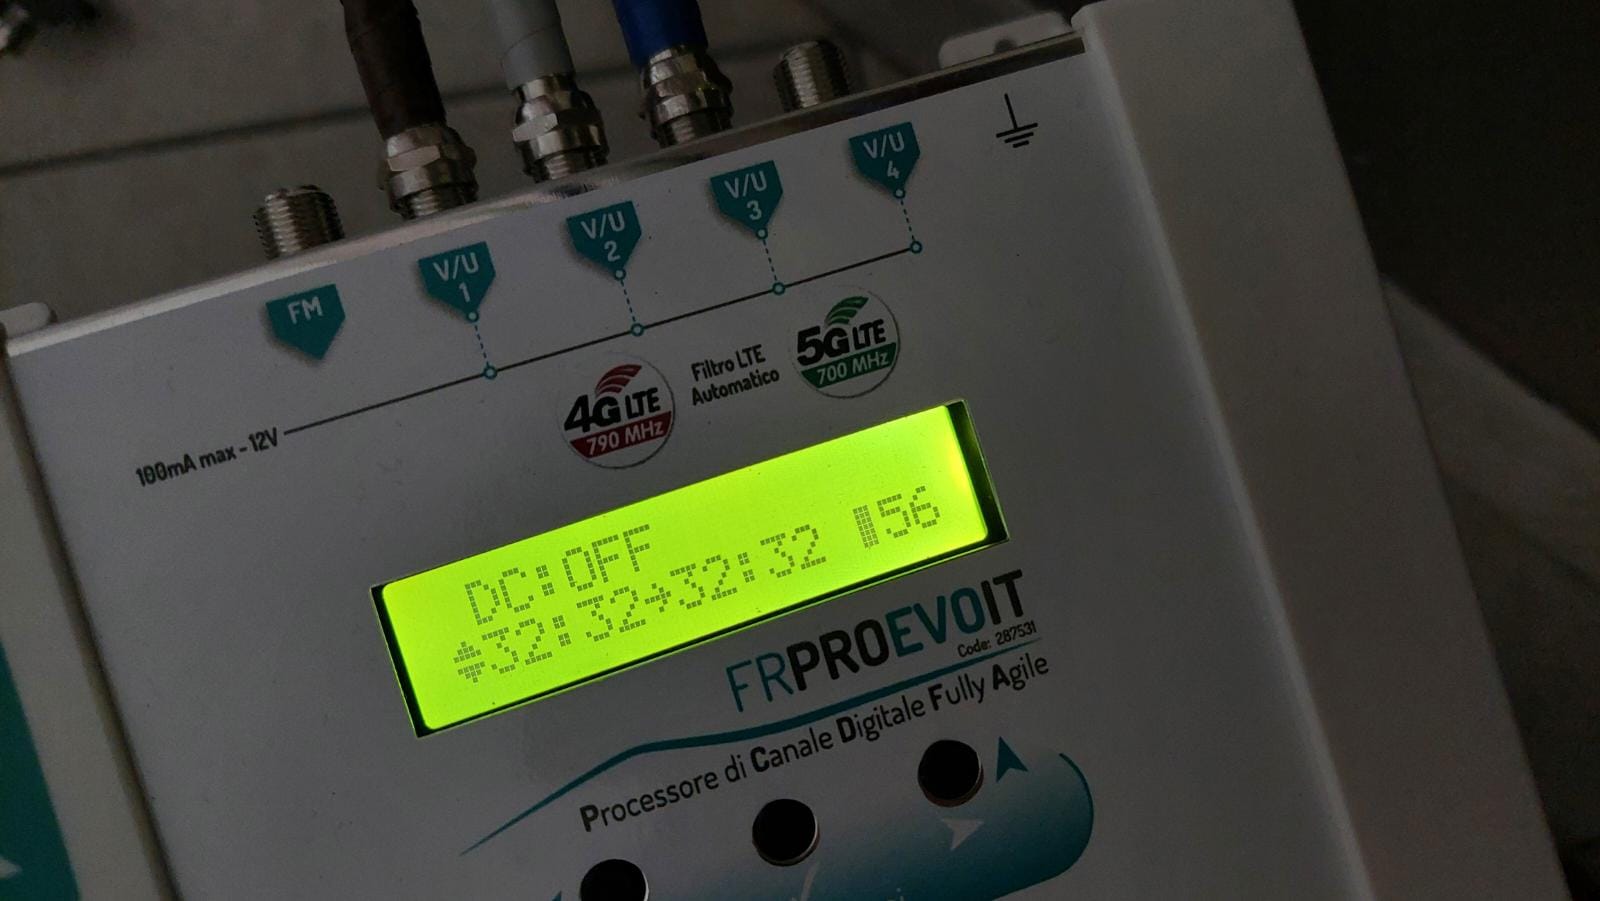 FM
V/U
1
V/U
2
V/U
3
V/U
4
100mA max - 12V
4G LTE
790 MHz
Filtro LTE
Automatico
5G LTE
700 MHz
DC:OFF
32:32→32:32 56
FRPROEVOIT
Code: 287531
Processore di Canale Digitale Fully Agile